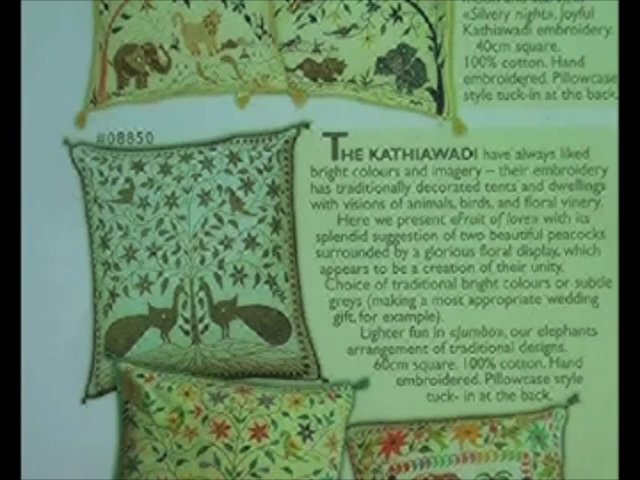 «Silvery night». Joyful
Kathiawadi embroidery.
40cm square.
100% cotton. Hand
embroidered. Pillowcase
style tuck-in at the back.
#08850
THE KATHIAWADI have always liked
bright colours and imagery – their embroidery
has traditionally decorated tents and dwellings
with visions of animals, birds, and floral vinery.
Here we present «Fruit of love» with its
splendid suggestion of two beautiful peacocks
surrounded by a glorious floral display, which
appears to be a creation of their unity.
Choice of traditional bright colours or subtle
greys (making a most appropriate wedding
gift, for example).
Lighter fun in «Jumbo», our elephants
arrangement of traditional designs.
60cm square. 100% cotton. Hand
embroidered. Pillowcase style
tuck- in at the back.